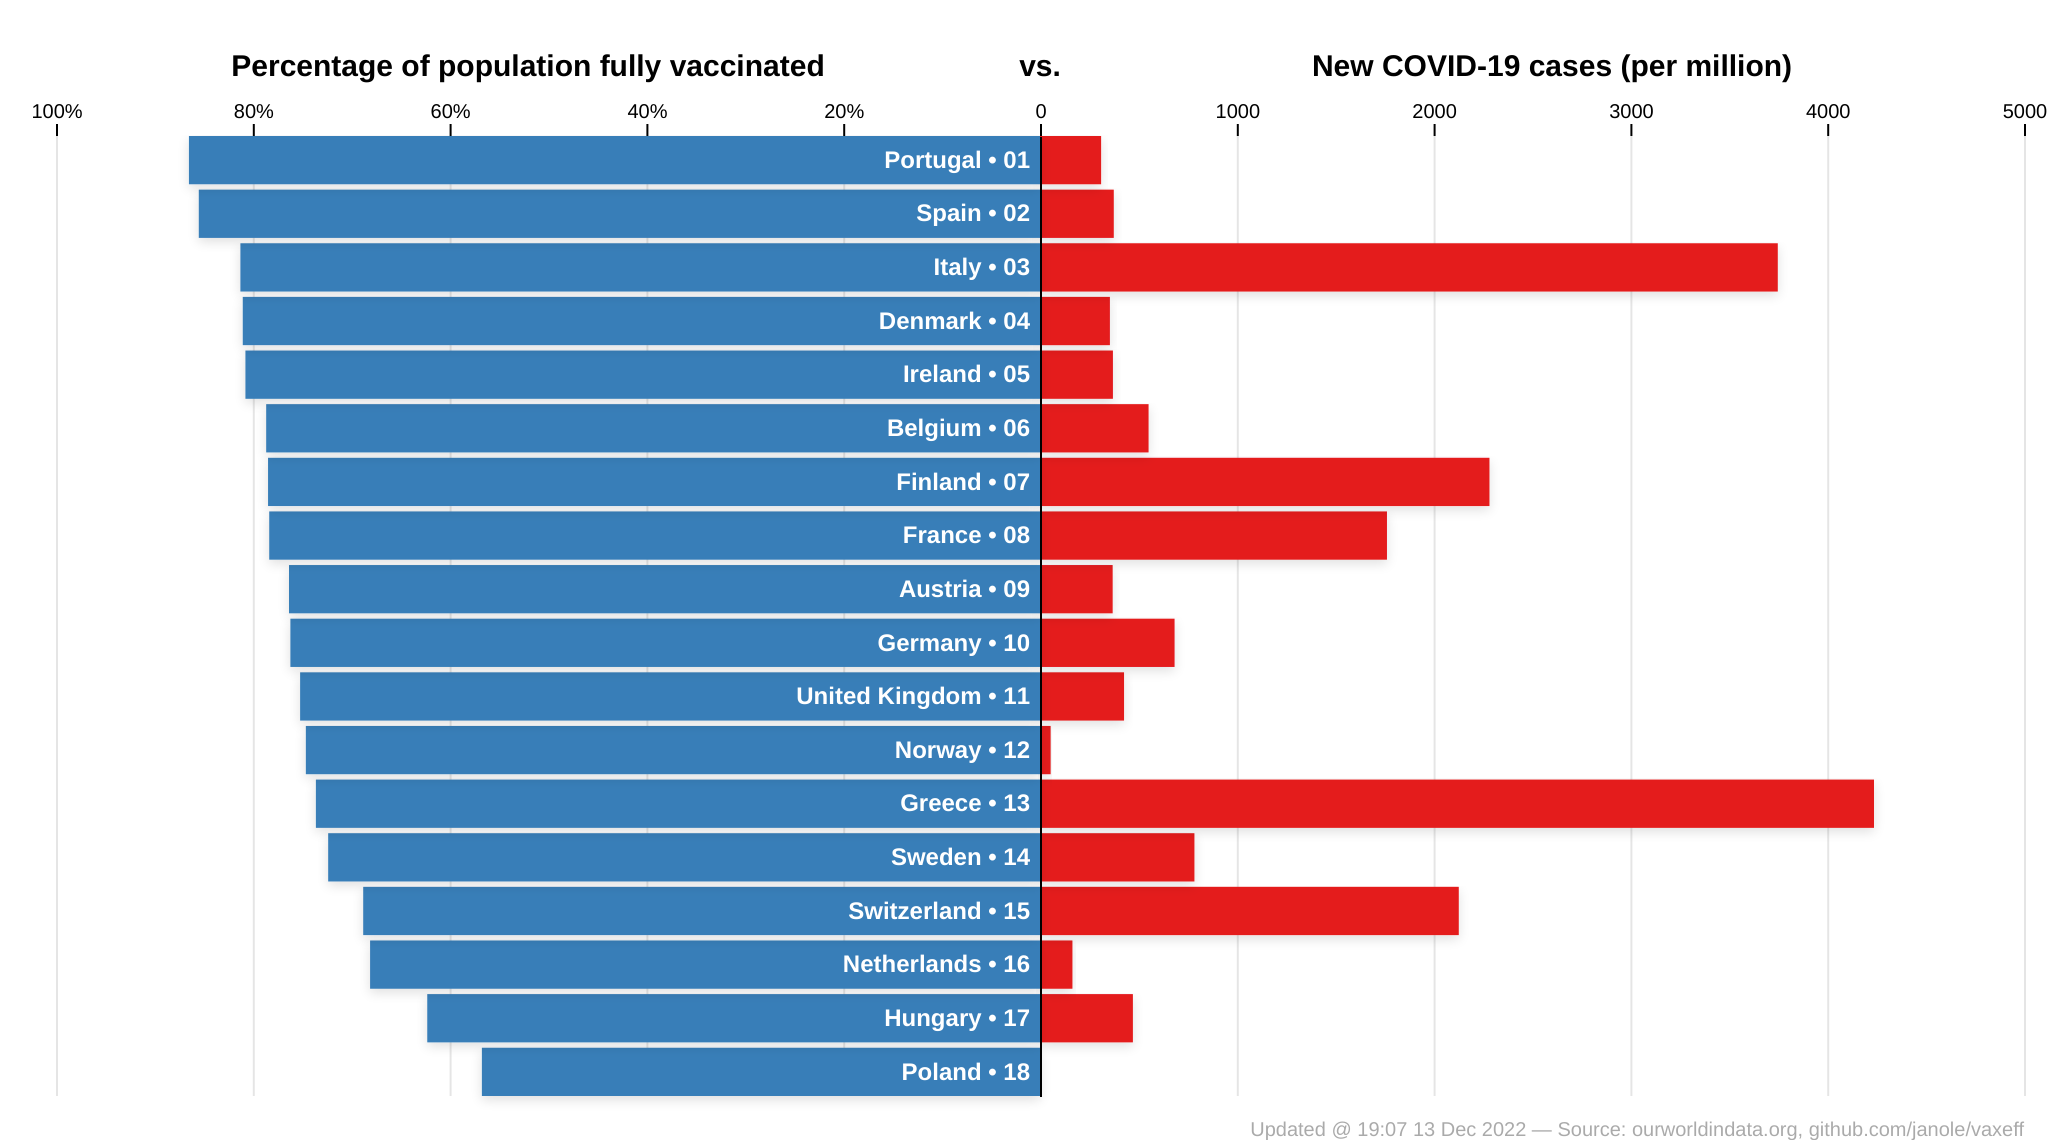 Percentage of population fully vaccinated vs. New COVID-19 cases (per million)
100% 80% 60% 40% 20% 0 1000 2000 3000 4000 5000
Portugal • 01
Spain • 02
Italy • 03
Denmark • 04
Ireland • 05
Belgium • 06
Finland • 07
France • 08
Austria • 09
Germany • 10
United Kingdom • 11
Norway • 12
Greece • 13
Sweden • 14
Switzerland • 15
Netherlands • 16
Hungary • 17
Poland • 18
Updated @ 19:07 13 Dec 2022 — Source: ourworldindata.org, github.com/janole/vaxeff